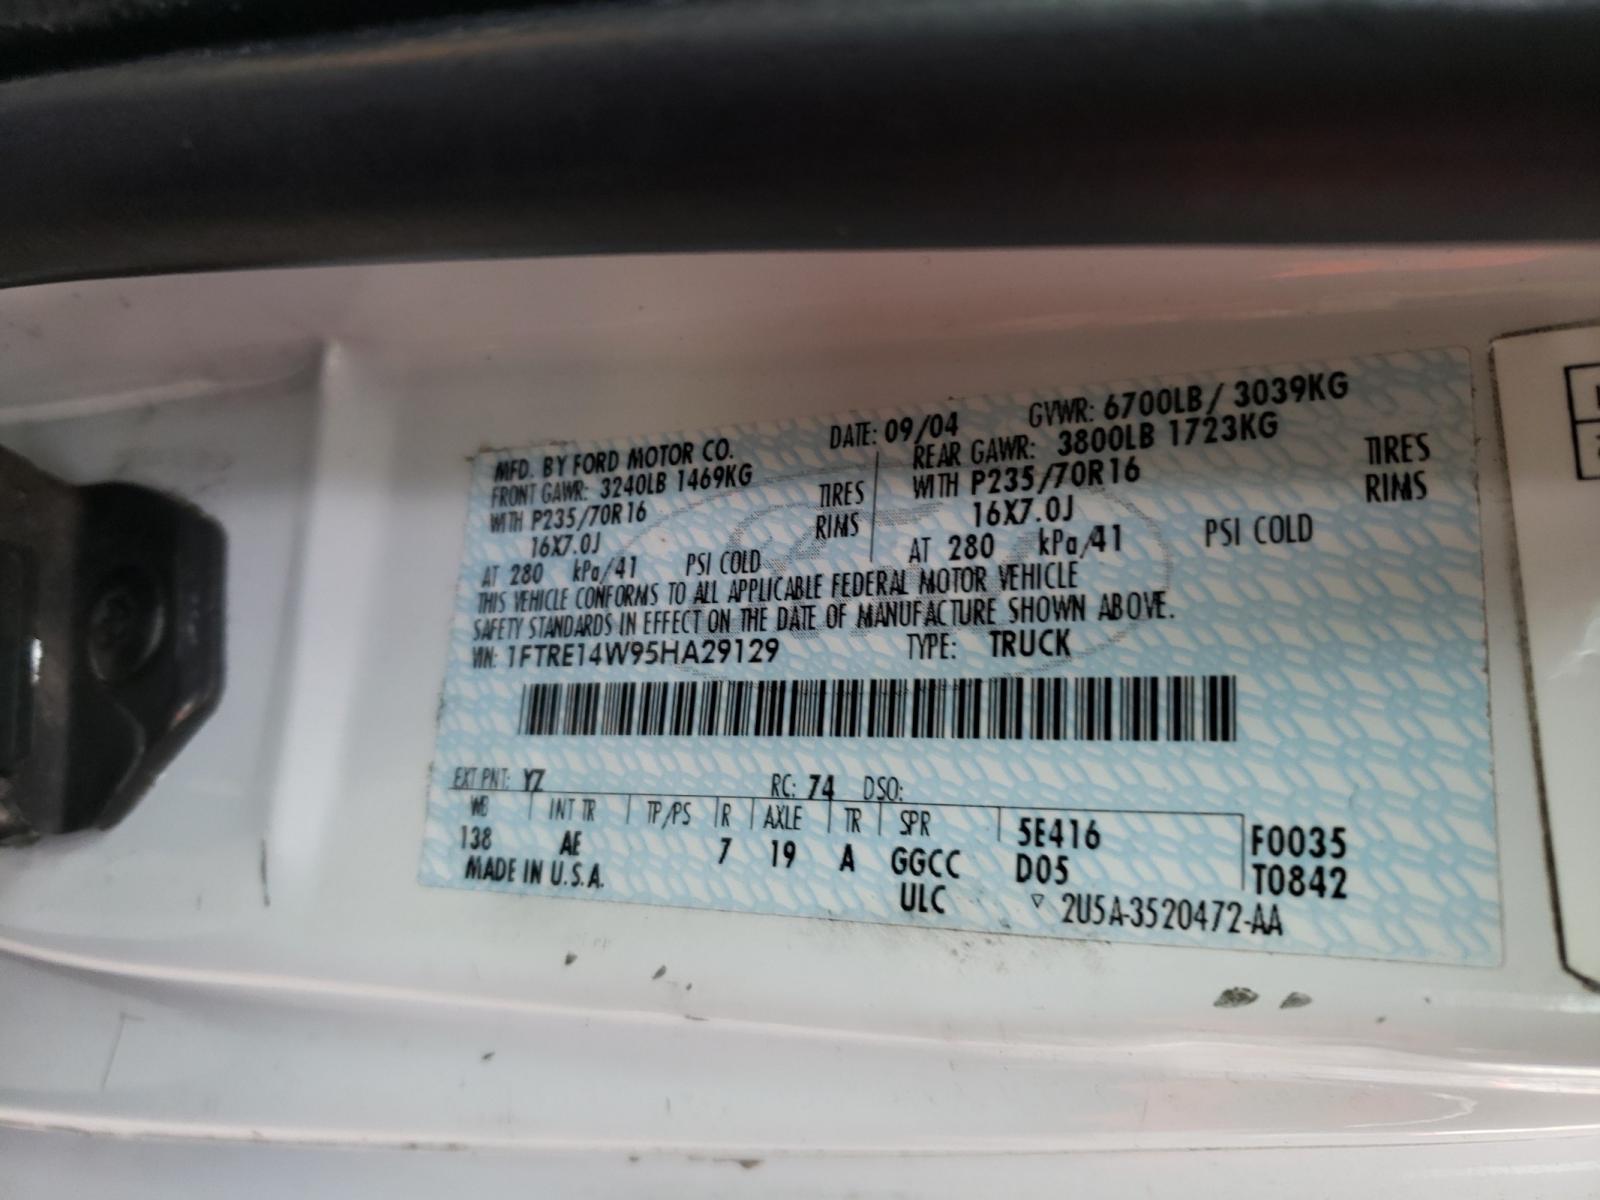 MFD. BY FORD MOTOR CO.
DATE: 09/04
GVWR: 6700LB / 3039KG
FRONT GAWR: 3240LB 1469KG
WITH P235/70R16 TIRES
16X7.0J RIMS
AT 280 kPa/41 PSI COLD
REAR GAWR: 3800LB 1723KG
WITH P235/70R16 TIRES
16X7.0J RIMS
AT 280 kPa/41 PSI COLD
THIS VEHICLE CONFORMS TO ALL APPLICABLE FEDERAL MOTOR VEHICLE
SAFETY STANDARDS IN EFFECT ON THE DATE OF MANUFACTURE SHOWN ABOVE.
VIN: 1FTRE14W95HA29129 TYPE: TRUCK
EXT PNT: YZ RC: 74 DSO:
WB INT TR TP/PS R AXLE TR SPR 5E416 F0035
138 AE 7 19 A GGCC D05 T0842
MADE IN U.S.A. ULC ▽ 2U5A-3520472-AA